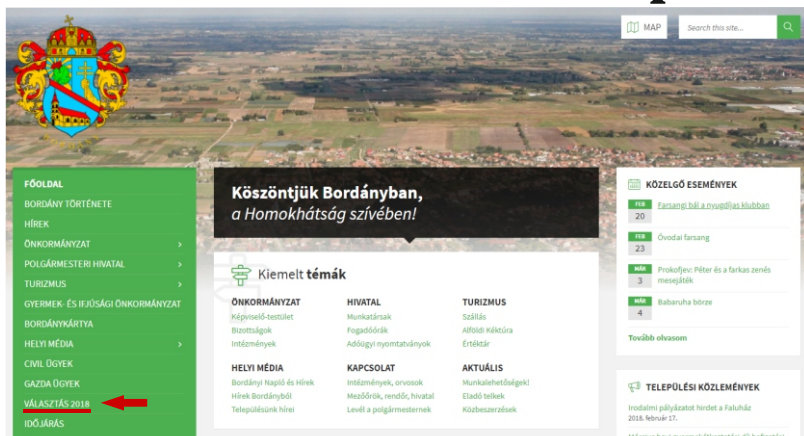 MAP
Search this site...
FŐOLDAL
BORDÁNY TÖRTÉNETE
HÍREK
ÖNKORMÁNYZAT
POLGÁRMESTERI HIVATAL
TURIZMUS
GYERMEK- ÉS IFJÚSÁGI ÖNKORMÁNYZAT
BORDÁNYKÁRTYA
HELYI MÉDIA
CIVIL ÜGYEK
GAZDA ÜGYEK
VÁLASZTÁS 2018
IDŐJÁRÁS
Köszöntjük Bordányban,
a Homokhátság szívében!
Kiemelt témák
ÖNKORMÁNYZAT
Képviselő-testület
Bizottságok
Intézmények
HIVATAL
Munkatársak
Fogadóórák
Adóügyi nyomtatványok
TURIZMUS
Szállás
Alföldi Kéktúra
Értéktár
HELYI MÉDIA
Bordányi Napló és Hírek
Hírek Bordányból
Településünk hírei
KAPCSOLAT
Intézmények, orvosok
Mezőőrök, rendőr, hivatal
Levél a polgármesternek
AKTUÁLIS
Munkalehetőségek!
Eladó telkek
Közbeszerzések
KÖZELGŐ ESEMÉNYEK
FEB
20
Farsangi bál a nyugdíjas klubban
FEB
23
Óvodai farsang
MÁR
3
Prokofjev: Péter és a farkas zenés
mesejáték
MÁR
4
Babaruha börze
Tovább olvasom
TELEPÜLÉSI KÖZLEMÉNYEK
Irodalmi pályázatot hirdet a Faluház
2018. február 17.